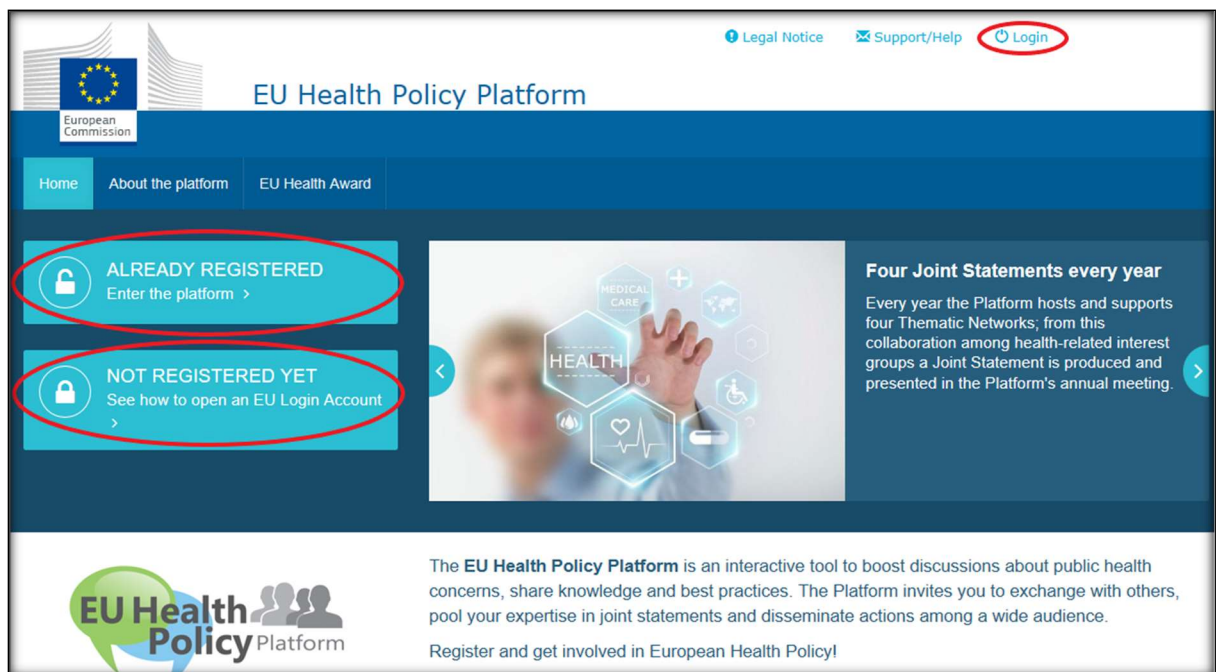 Legal Notice
Support/Help
Login
European
Commission
EU Health Policy Platform
Home
About the platform
EU Health Award
ALREADY REGISTERED
Enter the platform >
NOT REGISTERED YET
See how to open an EU Login Account
>
MEDICAL
CARE
HEALTH
Four Joint Statements every year
Every year the Platform hosts and supports
four Thematic Networks; from this
collaboration among health-related interest
groups a Joint Statement is produced and
presented in the Platform's annual meeting.
EU Health
Policy Platform
The EU Health Policy Platform is an interactive tool to boost discussions about public health
concerns, share knowledge and best practices. The Platform invites you to exchange with others,
pool your expertise in joint statements and disseminate actions among a wide audience.
Register and get involved in European Health Policy!